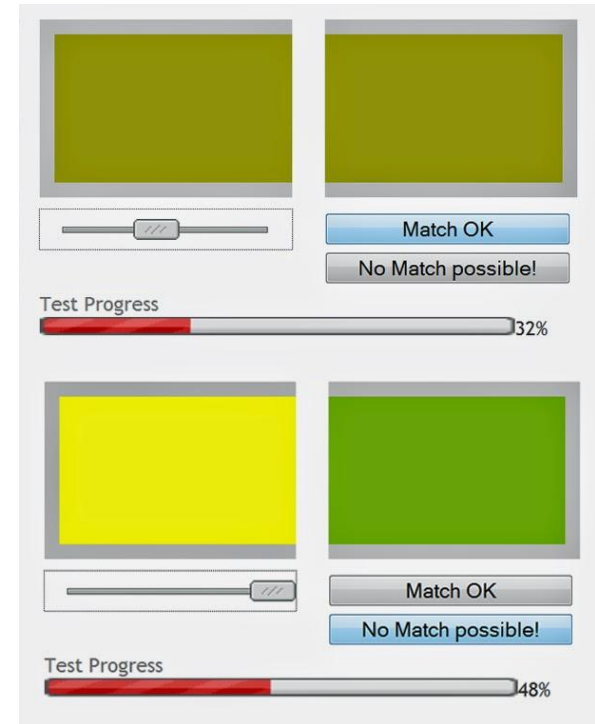 Match OK
No Match possible!
Test Progress
32%
Match OK
No Match possible!
Test Progress
48%